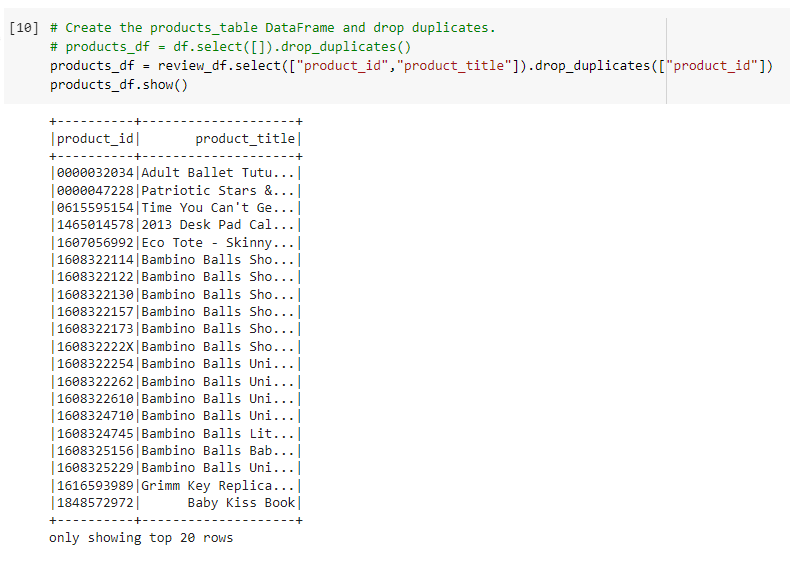 [10] # Create the products_table DataFrame and drop duplicates.
# products_df = df.select([]).drop_duplicates()
products_df = review_df.select(["product_id","product_title"]).drop_duplicates(["product_id"])
products_df.show()
+----------+--------------------+
|product_id|       product_title|
+----------+--------------------+
|0000032034|Adult Ballet Tutu...|
|0000047228|Patriotic Stars &...|
|0615595154|Time You Can't Ge...|
|1465014578|2013 Desk Pad Cal...|
|1607056992|Eco Tote - Skinny...|
|1608322114|Bambino Balls Sho...|
|1608322122|Bambino Balls Sho...|
|1608322130|Bambino Balls Sho...|
|1608322157|Bambino Balls Sho...|
|1608322173|Bambino Balls Sho...|
|160832222X|Bambino Balls Sho...|
|1608322254|Bambino Balls Uni...|
|1608322262|Bambino Balls Uni...|
|1608322610|Bambino Balls Uni...|
|1608324710|Bambino Balls Uni...|
|1608324745|Bambino Balls Lit...|
|1608325156|Bambino Balls Bab...|
|1608325229|Bambino Balls Uni...|
|1616593989|Grimm Key Replica...|
|1848572972|      Baby Kiss Book|
+----------+--------------------+
only showing top 20 rows